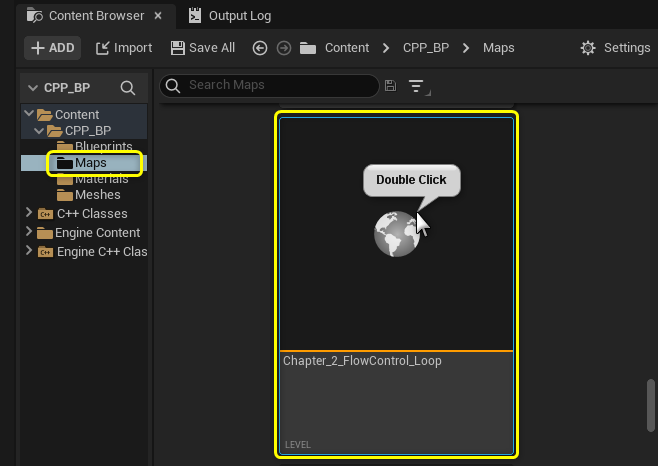 Content Browser
Output Log
ADD
Import
Save All
Content
CPP_BP
Maps
Settings
CPP_BP
Search Maps
Content
CPP_BP
Blueprints
Maps
Materials
Meshes
C++ Classes
Engine Content
Engine C++ Clas
Double Click
Chapter_2_FlowControl_Loop
LEVEL